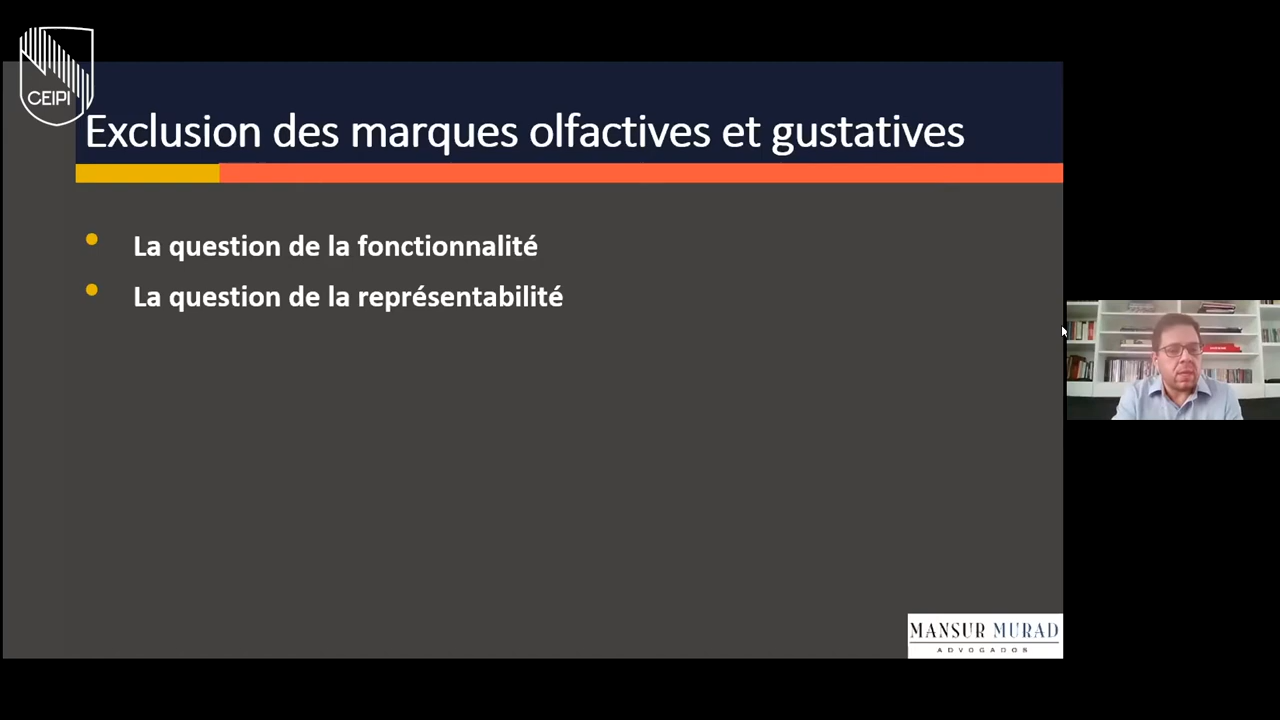 CEIPI
Exclusion des marques olfactives et gustatives
La question de la fonctionnalité
La question de la représentabilité
MANSUR MURAD
ADVOGADOS